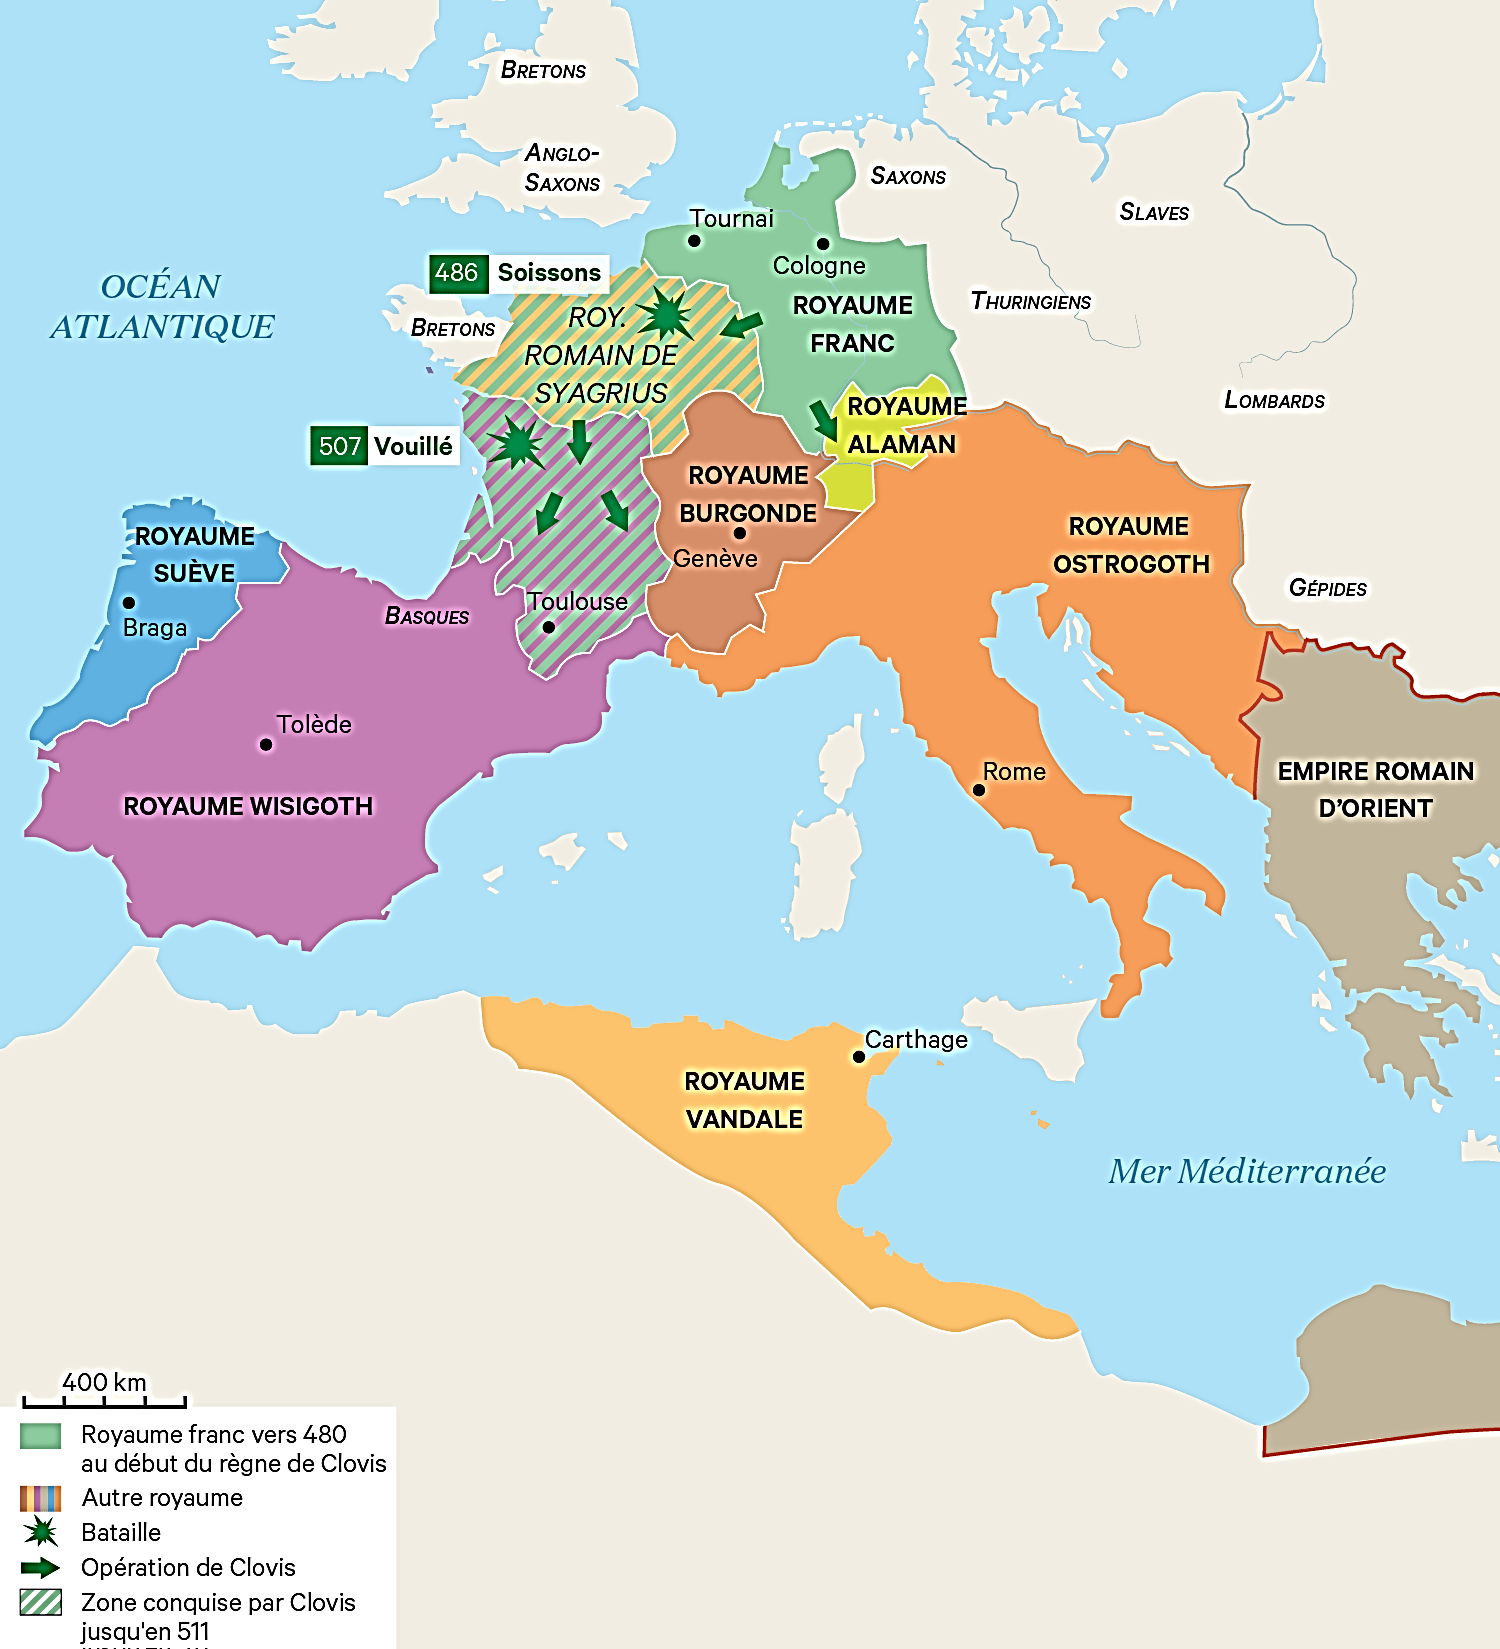 BRETONS
ANGLO-
SAXONS
SAXONS
SLAVES
Tournai
Cologne
486 Soissons
OCÉAN
ATLANTIQUE
BRETONS
ROY.
ROMAIN DE
SYAGRIUS
ROYAUME
FRANC
THURINGIENS
LOMBARDS
ROYAUME
ALAMAN
507 Vouillé
ROYAUME
BURGONDE
Genève
ROYAUME
OSTROGOTH
ROYAUME
SUÈVE
Braga
BASQUES
Toulouse
GÉPIDES
Tolède
ROYAUME WISIGOTH
Rome
EMPIRE ROMAIN
D'ORIENT
Carthage
ROYAUME
VANDALE
Mer Méditerranée
400 km
Royaume franc vers 480
au début du règne de Clovis
Autre royaume
Bataille
Opération de Clovis
Zone conquise par Clovis
jusqu'en 511